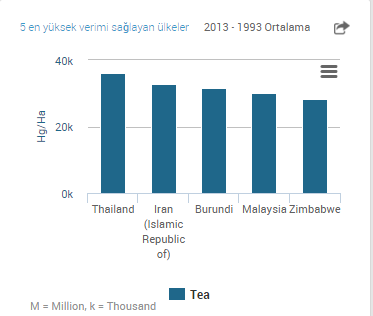 5 en yüksek verimi sağlayan ülkeler 2013 - 1993 Ortalama
40k
20k
0k
Hg/Ha
Thailand
Iran
(Islamic
Republic
of)
Burundi
Malaysia
Zimbabwe
Tea
M = Million, k = Thousand